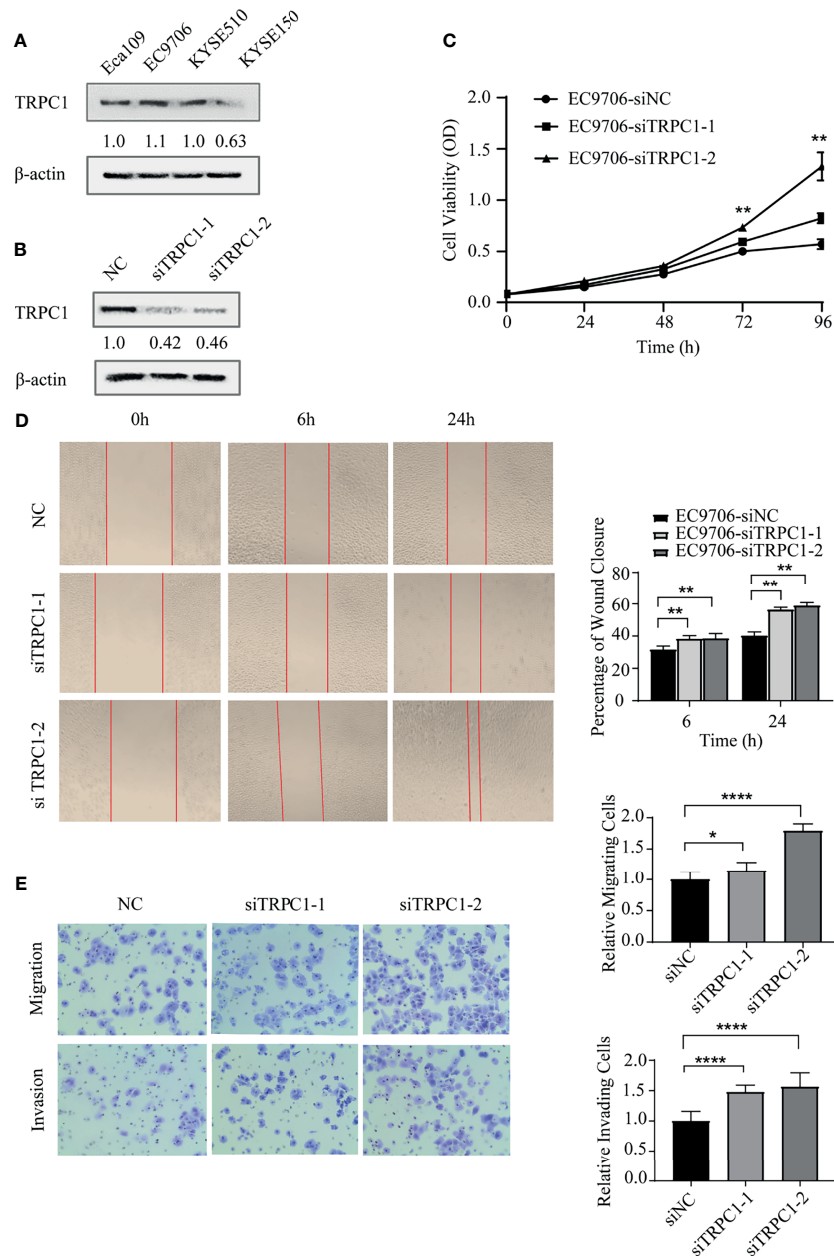 A
Eca109 EC9706 KYSE510 KYSE150
TRPC1
1.0 1.1 1.0 0.63
β-actin
B
NC siTRPC1-1 siTRPC1-2
TRPC1
1.0 0.42 0.46
β-actin
C
EC9706-siNC
EC9706-siTRPC1-1
EC9706-siTRPC1-2
Cell Viability (OD)
2.0
1.5
1.0
0.5
0.0
** **
0 24 48 72 96
Time (h)
D
0h 6h 24h
NC
siTRPC1-1
si TRPC1-2
EC9706-siNC
EC9706-siTRPC1-1
EC9706-siTRPC1-2
Percentage of Wound Closure
80
60
40
20
0
** **
** **
6 24
Time (h)
E
NC siTRPC1-1 siTRPC1-2
Migration
Invasion
Relative Migrating Cells
2.0
1.5
1.0
0.5
0.0
****
*
siNC siTRPC1-1 siTRPC1-2
Relative Invading Cells
2.0
1.5
1.0
0.5
0.0
****
****
siNC siTRPC1-1 siTRPC1-2